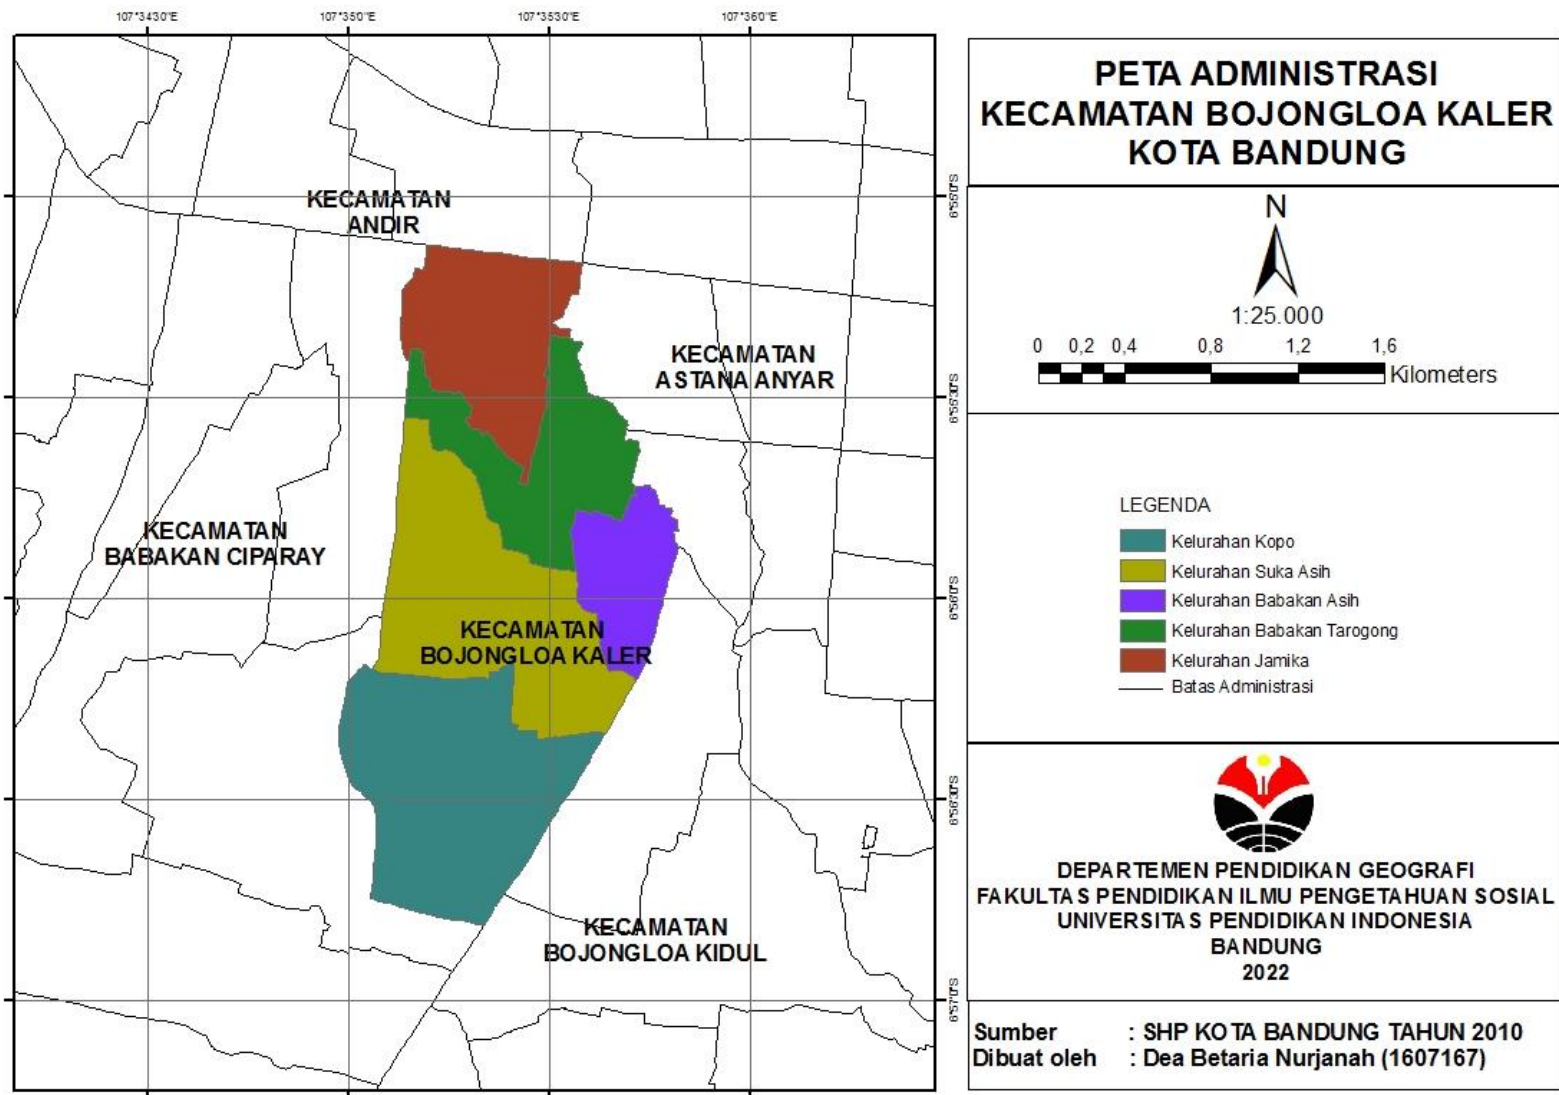 107°34'30"E 107°35'0"E 107°35'30"E 107°36'0"E
KECAMATAN
ANDIR
KECAMATAN
ASTANA ANYAR
KECAMATAN
BABAKAN CIPARAY
KECAMATAN
BOJONGLOA KALER
KECAMATAN
BOJONGLOA KIDUL
PETA ADMINISTRASI
KECAMATAN BOJONGLOA KALER
KOTA BANDUNG
N
1:25.000
0 0,2 0,4 0,8 1,2 1,6
Kilometers
LEGENDA
Kelurahan Kopo
Kelurahan Suka Asih
Kelurahan Babakan Asih
Kelurahan Babakan Tarogong
Kelurahan Jamika
Batas Administrasi
DEPARTEMEN PENDIDIKAN GEOGRAFI
FAKULTAS PENDIDIKAN ILMU PENGETAHUAN SOSIAL
UNIVERSITAS PENDIDIKAN INDONESIA
BANDUNG
2022
Sumber : SHP KOTA BANDUNG TAHUN 2010
Dibuat oleh : Dea Betaria Nurjanah (1607167)